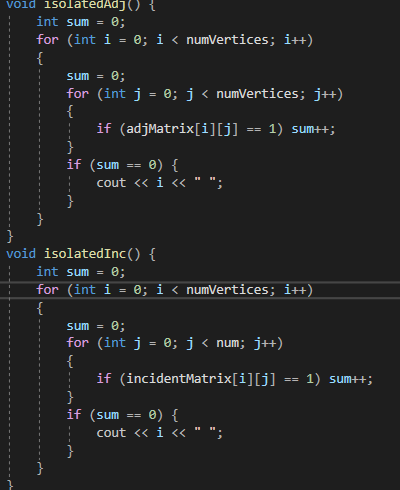 void isolatedAdj() {
int sum = 0;
for (int i = 0; i < numVertices; i++)
{
sum = 0;
for (int j = 0; j < numVertices; j++)
{
if (adjMatrix[i][j] == 1) sum++;
}
if (sum == 0) {
cout << i << " ";
}
}
}
void isolatedInc() {
int sum = 0;
for (int i = 0; i < numVertices; i++)
{
sum = 0;
for (int j = 0; j < num; j++)
{
if (incidentMatrix[i][j] == 1) sum++;
}
if (sum == 0) {
cout << i << " ";
}
}
}